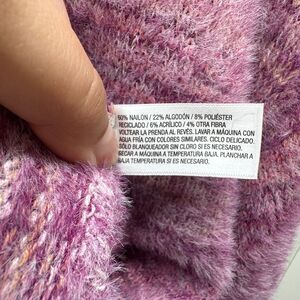 60% NAILÓN / 22% ALGODÓN / 8% POLIÉSTER
RECICLADO / 6% ACRÍLICO / 4% OTRA FIBRA
VOLTEAR LA PRENDA AL REVÉS. LAVAR A MÁQUINA CON
AGUA FRÍA CON COLORES SIMILARES. CICLO DELICADO.
SÓLO BLANQUEADOR SIN CLORO SI ES NECESARIO.
SECAR A MÁQUINA A TEMPERATURA BAJA. PLANCHAR A
BAJA TEMPERATURA SI ES NECESARIO.